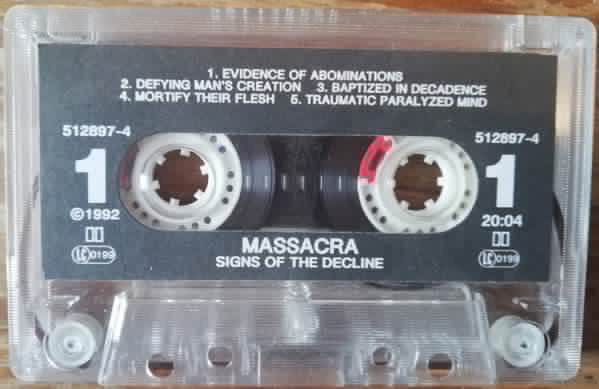 1. EVIDENCE OF ABOMINATIONS
2. DEFYING MAN'S CREATION 3. BAPTIZED IN DECADENCE
4. MORTIFY THEIR FLESH 5. TRAUMATIC PARALYZED MIND
512897-4 512897-4
1 1
©1992 20:04
LC 0199 LC 0199
MASSACRA
SIGNS OF THE DECLINE